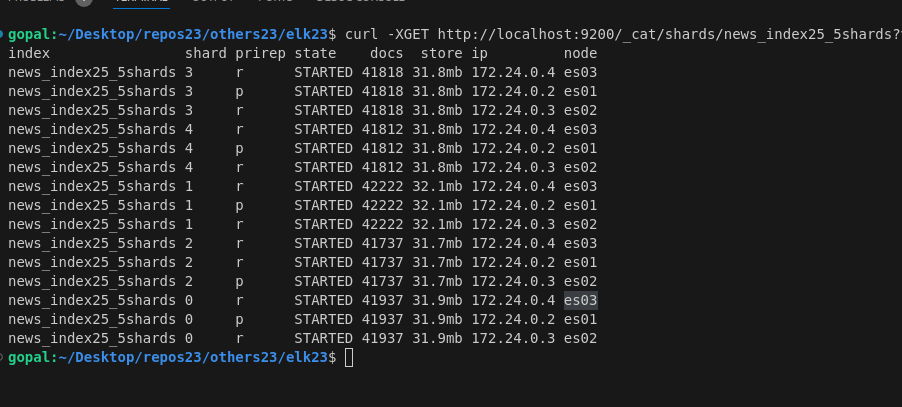 gopal:~/Desktop/repos23/others23/elk23$ curl -XGET http://localhost:9200/_cat/shards/news_index25_5shards?
index shard prirep state docs store ip node
news_index25_5shards 3 r STARTED 41818 31.8mb 172.24.0.4 es03
news_index25_5shards 3 p STARTED 41818 31.8mb 172.24.0.2 es01
news_index25_5shards 3 r STARTED 41818 31.8mb 172.24.0.3 es02
news_index25_5shards 4 r STARTED 41812 31.8mb 172.24.0.4 es03
news_index25_5shards 4 p STARTED 41812 31.8mb 172.24.0.2 es01
news_index25_5shards 4 r STARTED 41812 31.8mb 172.24.0.3 es02
news_index25_5shards 1 r STARTED 42222 32.1mb 172.24.0.4 es03
news_index25_5shards 1 p STARTED 42222 32.1mb 172.24.0.2 es01
news_index25_5shards 1 r STARTED 42222 32.1mb 172.24.0.3 es02
news_index25_5shards 2 r STARTED 41737 31.7mb 172.24.0.4 es03
news_index25_5shards 2 r STARTED 41737 31.7mb 172.24.0.2 es01
news_index25_5shards 2 p STARTED 41737 31.7mb 172.24.0.3 es02
news_index25_5shards 0 r STARTED 41937 31.9mb 172.24.0.4 es03
news_index25_5shards 0 p STARTED 41937 31.9mb 172.24.0.2 es01
news_index25_5shards 0 r STARTED 41937 31.9mb 172.24.0.3 es02
gopal:~/Desktop/repos23/others23/elk23$